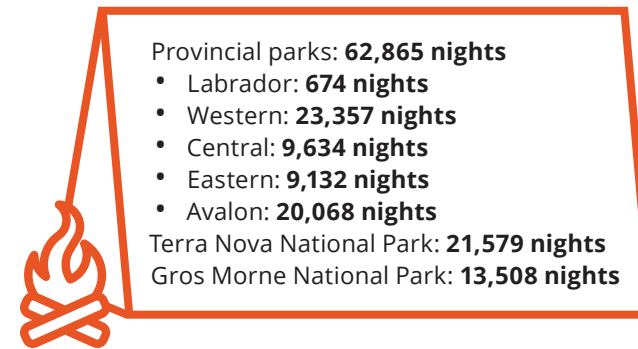 Provincial parks: 62,865 nights
• Labrador: 674 nights
• Western: 23,357 nights
• Central: 9,634 nights
• Eastern: 9,132 nights
• Avalon: 20,068 nights
Terra Nova National Park: 21,579 nights
Gros Morne National Park: 13,508 nights